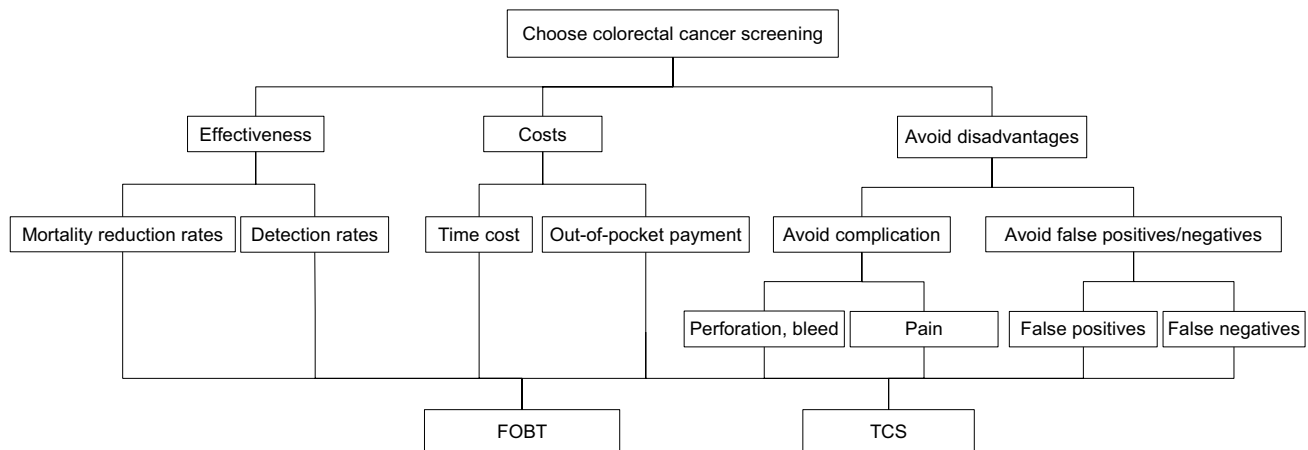 Choose colorectal cancer screening
Effectiveness
Costs
Avoid disadvantages
Mortality reduction rates
Detection rates
Time cost
Out-of-pocket payment
Avoid complication
Avoid false positives/negatives
Perforation, bleed
Pain
False positives
False negatives
FOBT
TCS